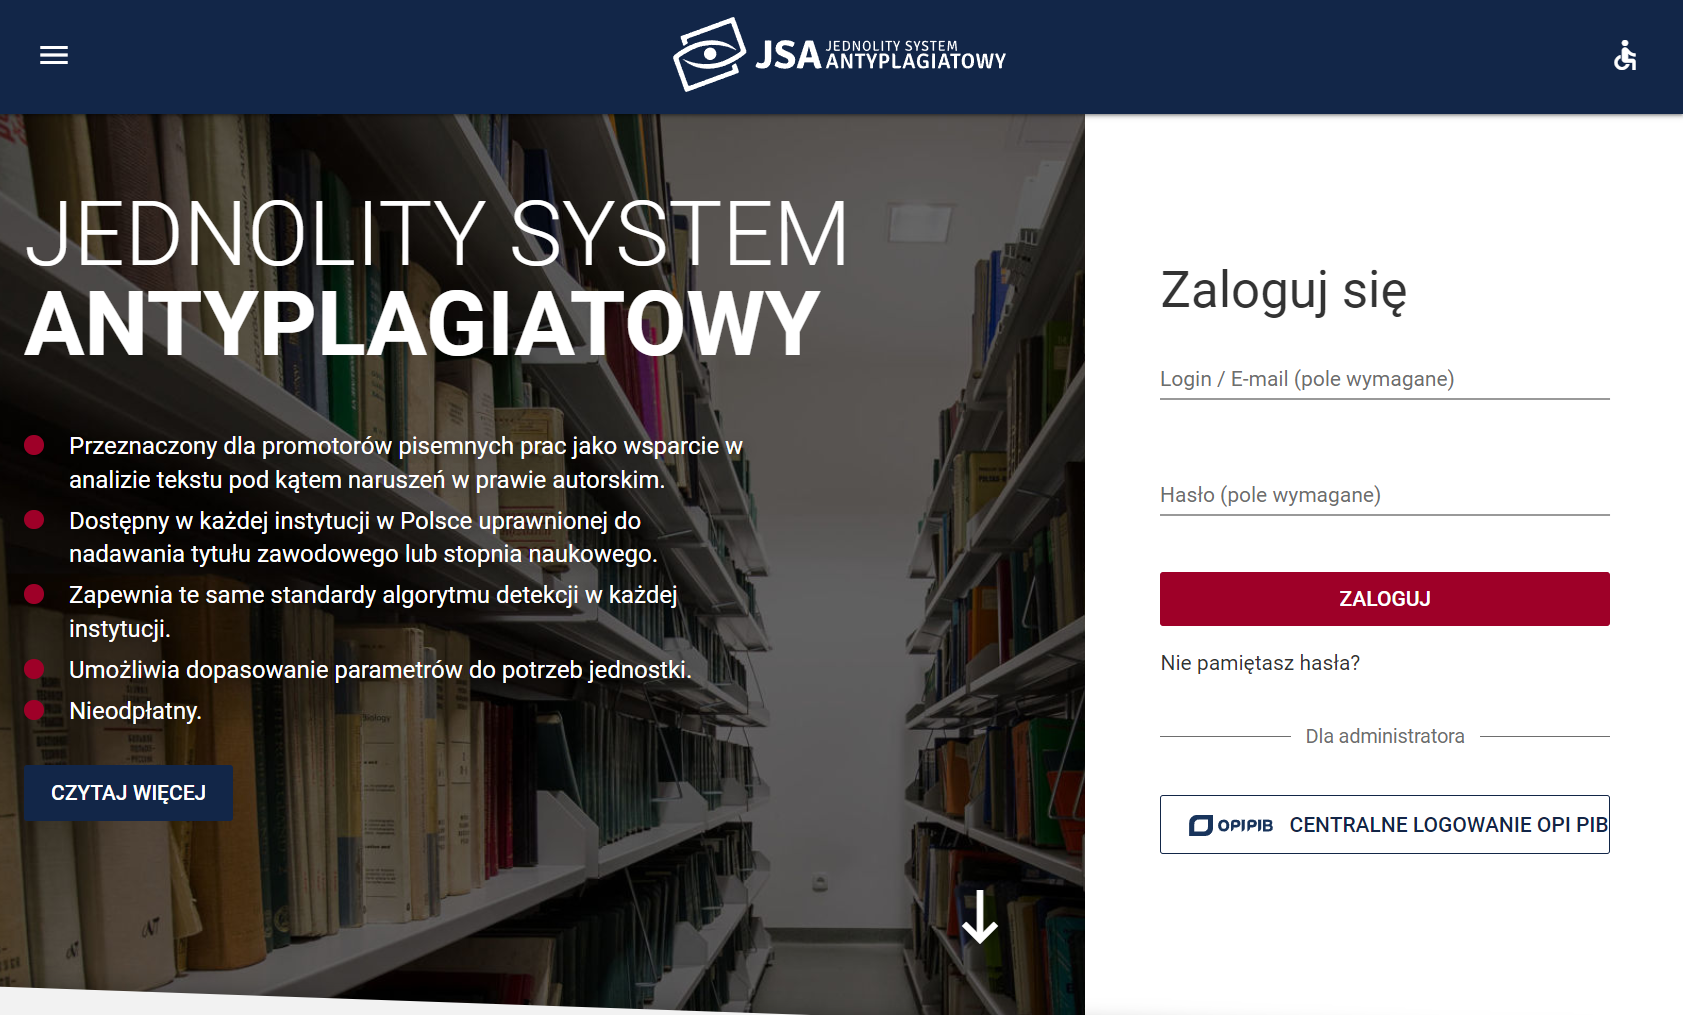 JSA JEDNOLITY SYSTEM
ANTYPLAGIATOWY
JEDNOLITY SYSTEM
ANTYPLAGIATOWY
Przeznaczony dla promotorów pisemnych prac jako wsparcie w
analizie tekstu pod kątem naruszeń w prawie autorskim.
Dostępny w każdej instytucji w Polsce uprawnionej do
nadawania tytułu zawodowego lub stopnia naukowego.
Zapewnia te same standardy algorytmu detekcji w każdej
instytucji.
Umożliwia dopasowanie parametrów do potrzeb jednostki.
Nieodpłatny.
CZYTAJ WIĘCEJ
Biology
Zaloguj się
Login / E-mail (pole wymagane)
Hasło (pole wymagane)
ZALOGUJ
Nie pamiętasz hasła?
Dla administratora
OPI PIB CENTRALNE LOGOWANIE OPI PIB